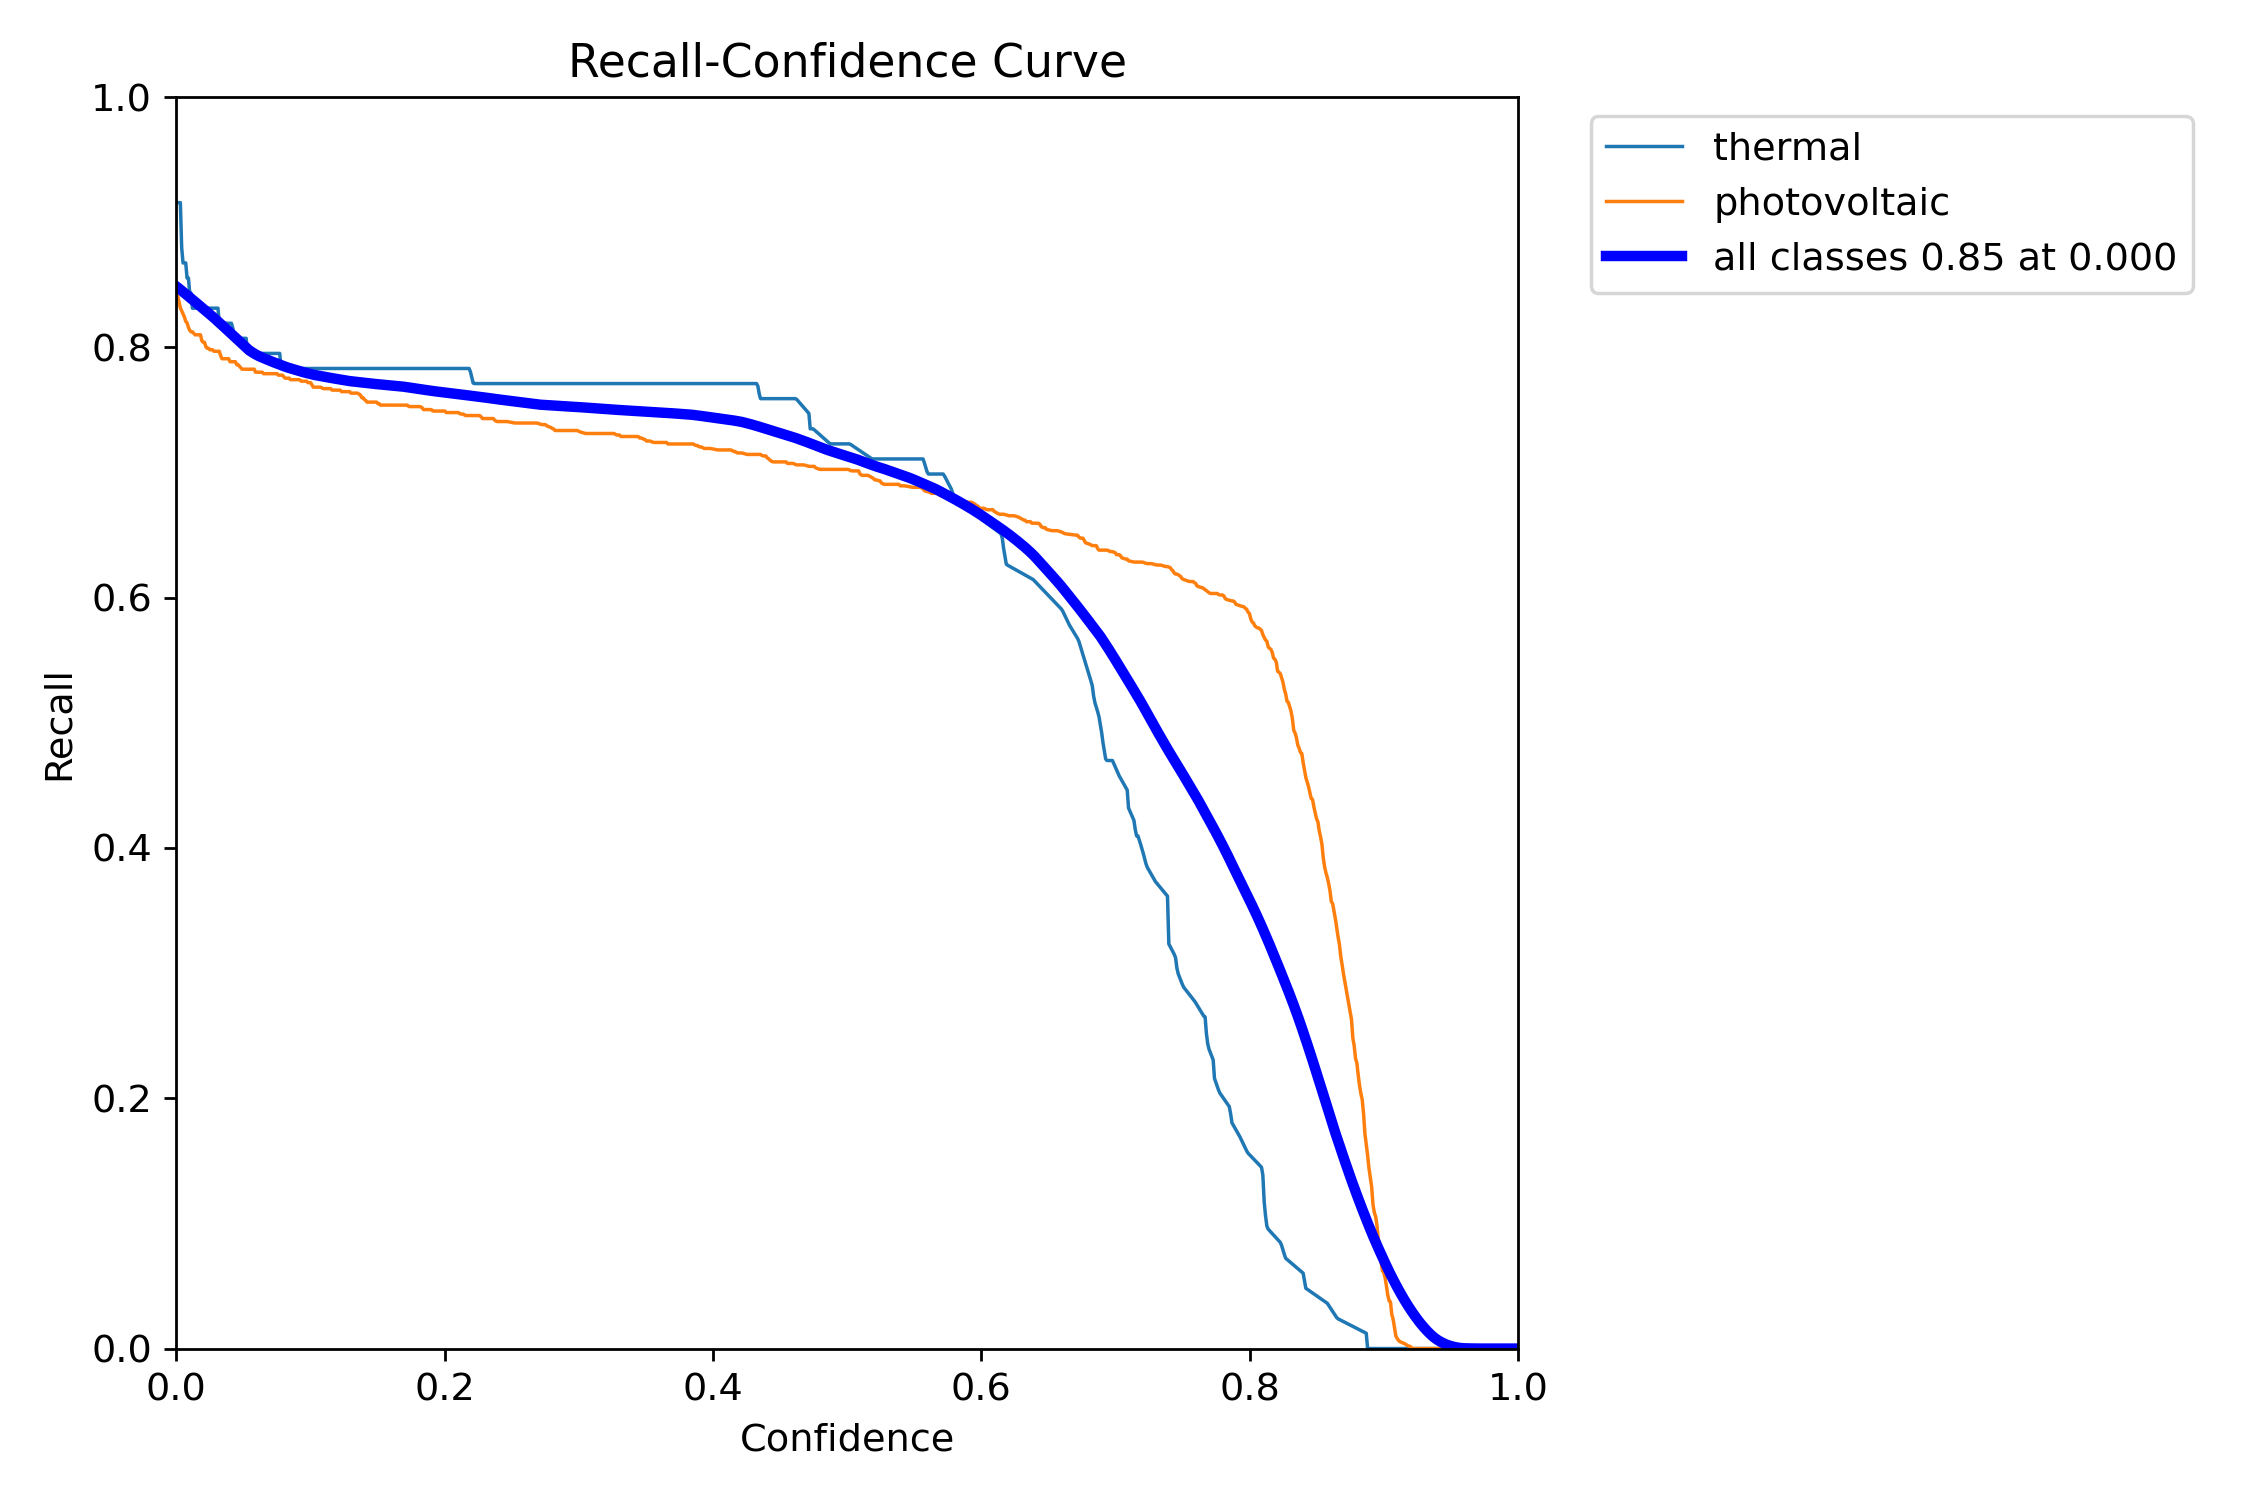 Recall-Confidence Curve
1.0
0.8
0.6
0.4
0.2
0.0
Recall
0.0 0.2 0.4 0.6 0.8 1.0
Confidence
thermal
photovoltaic
all classes 0.85 at 0.000